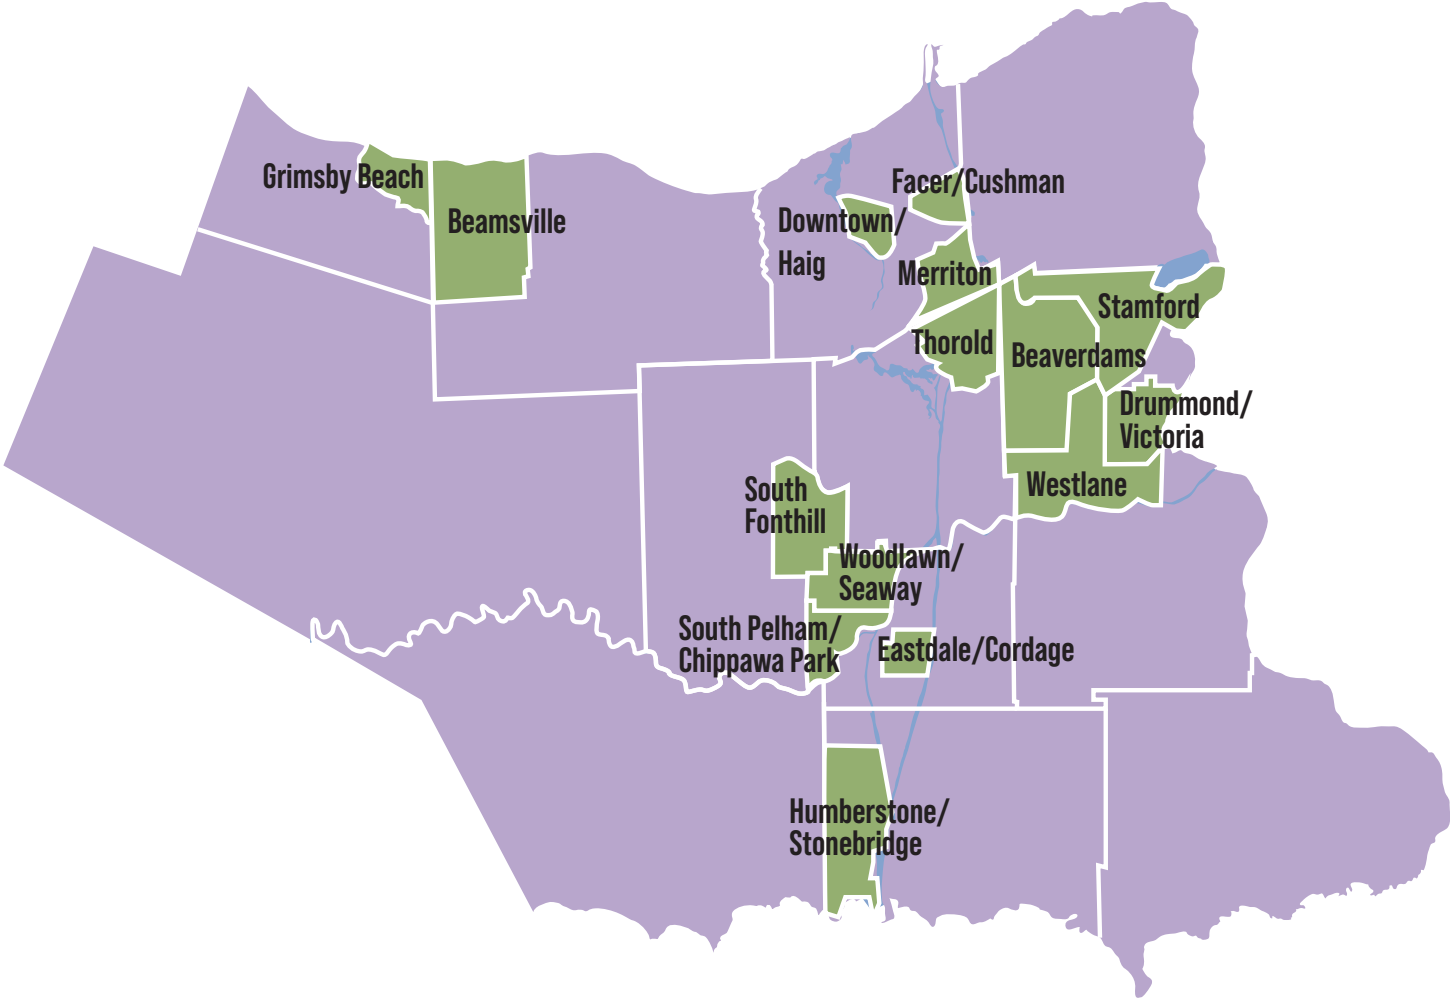 Grimsby Beach
Beamsville
Facer/Cushman
Downtown/
Haig
Merriton
Stamford
Thorold
Beaverdams
Drummond/
Victoria
Westlane
South
Fonthill
Woodlawn/
Seaway
South Pelham/
Chippawa Park
Eastdale/Cordage
Humberstone/
Stonebridge